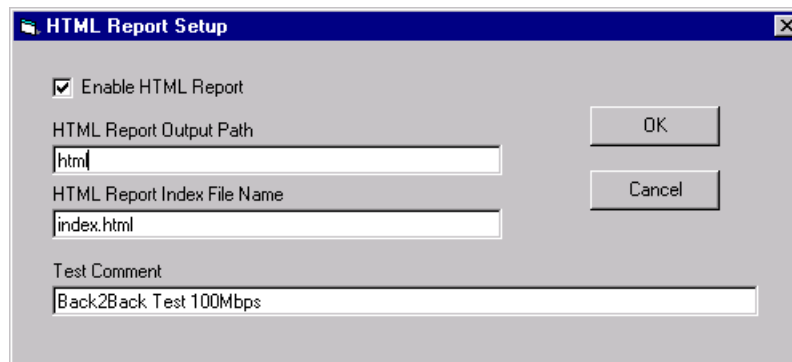 HTML Report Setup
Enable HTML Report
HTML Report Output Path
html
OK
HTML Report Index File Name
Cancel
index.html
Test Comment
Back2Back Test 100Mbps